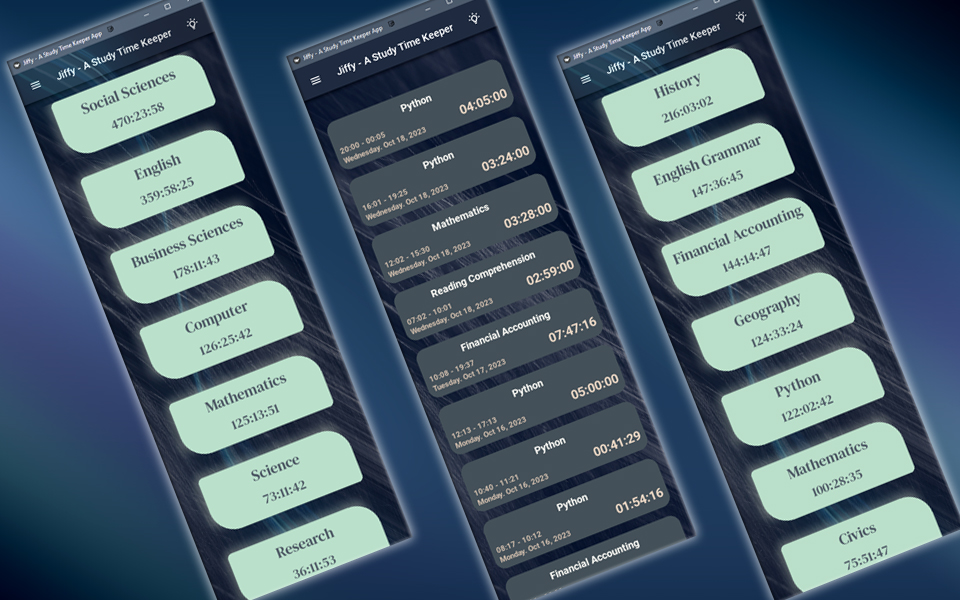 Jiffy - A Study Time Keeper App
Jiffy - A Study Time Keeper
Social Sciences
470:23:58
English
359:58:25
Business Sciences
178:11:43
Computer
126:25:42
Mathematics
125:13:51
Science
73:11:42
Research
36:11:53
Jiffy - A Study Time Keeper App
Jiffy - A Study Time Keeper
Python
04:05:00
20:00 - 00:05
Wednesday. Oct 18, 2023
Python
03:24:00
16:01 - 19:25
Wednesday. Oct 18, 2023
Mathematics
03:28:00
12:02 - 15:30
Wednesday. Oct 18, 2023
Reading Comprehension
02:59:00
07:02 - 10:01
Wednesday. Oct 18, 2023
Financial Accounting
07:47:16
10:08 - 19:37
Tuesday. Oct 17, 2023
Python
05:00:00
12:13 - 17:13
Monday. Oct 16, 2023
Python
00:41:29
10:40 - 11:21
Monday. Oct 16, 2023
Python
01:54:16
08:17 - 10:12
Monday. Oct 16, 2023
Financial Accounting
Jiffy - A Study Time Keeper App
Jiffy - A Study Time Keeper
History
216:03:02
English Grammar
147:36:45
Financial Accounting
144:14:47
Geography
124:33:24
Python
122:02:42
Mathematics
100:28:35
Civics
75:51:47